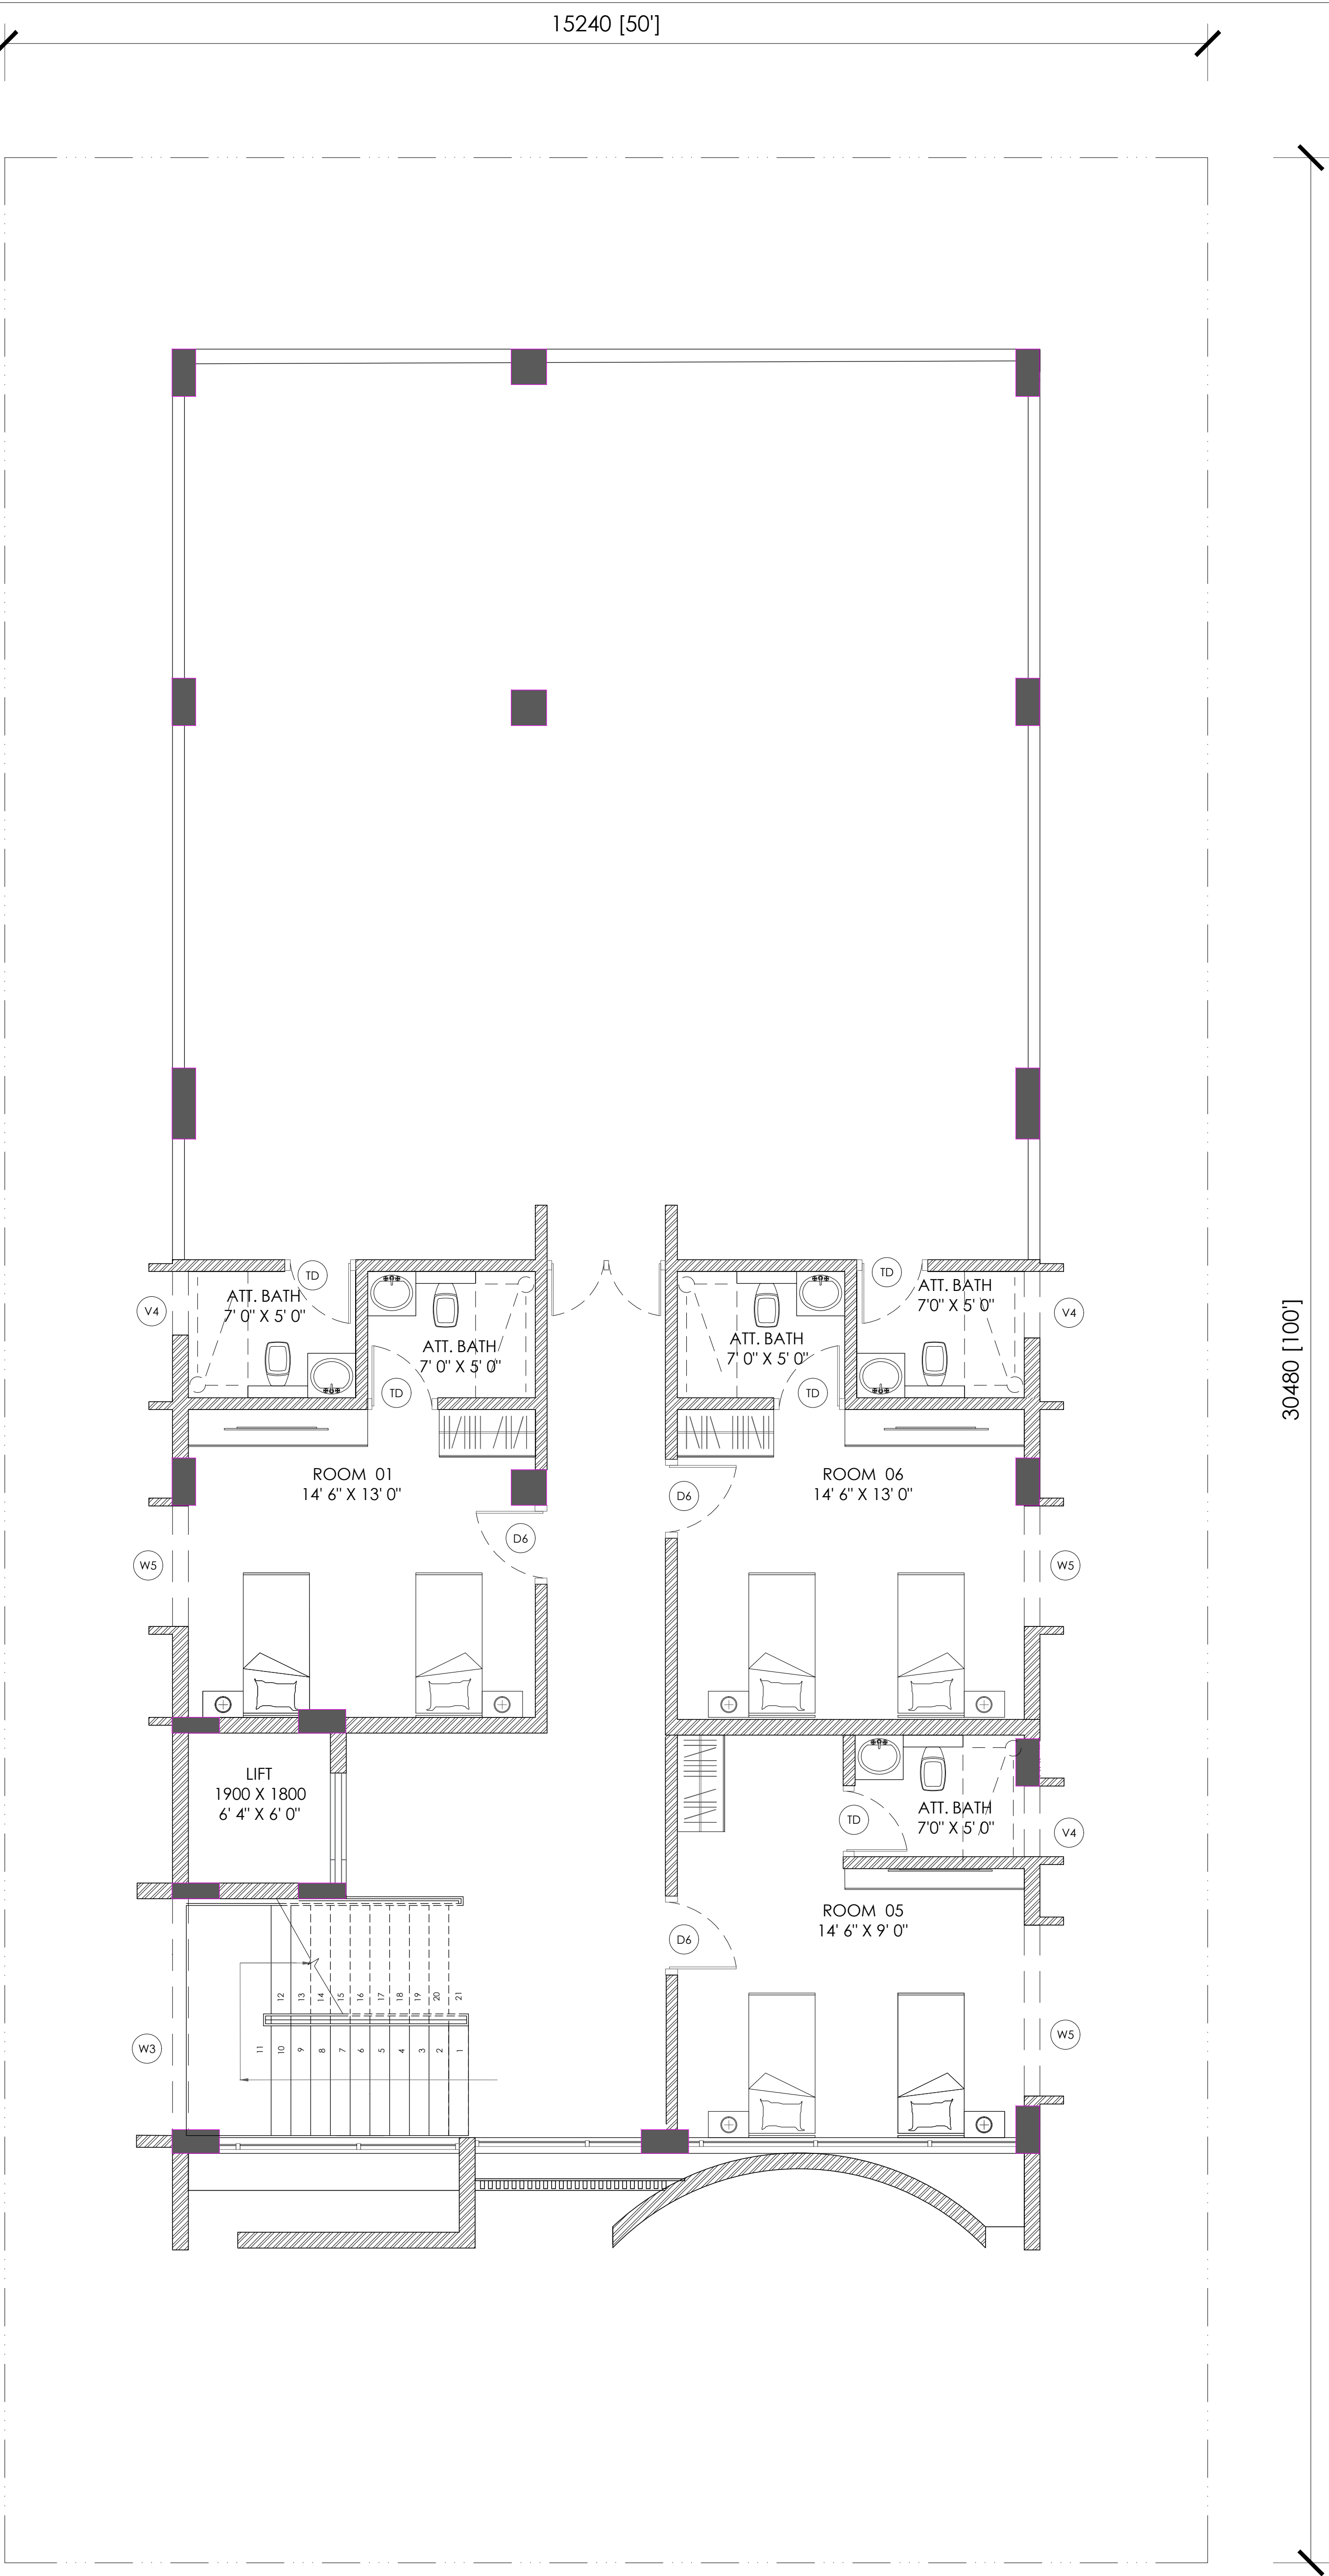 15240 [50']
30480 [100']
TD
TD
ATT. BATH
7' 0" X 5' 0"
ATT. BATH
7'0" X 5' 0"
V4
V4
ATT. BATH
7' 0" X 5' 0"
ATT. BATH
7' 0" X 5' 0"
TD
TD
ROOM 01
14' 6" X 13' 0"
ROOM 06
14' 6" X 13' 0"
D6
D6
W5
W5
LIFT
1900 X 1800
6' 4" X 6' 0"
TD
ATT. BATH
7'0" X 5' 0"
V4
ROOM 05
14' 6" X 9' 0"
D6
12
13
14
15
16
17
18
19
20
21
W3
11
10
9
8
7
6
5
4
3
2
1
W5